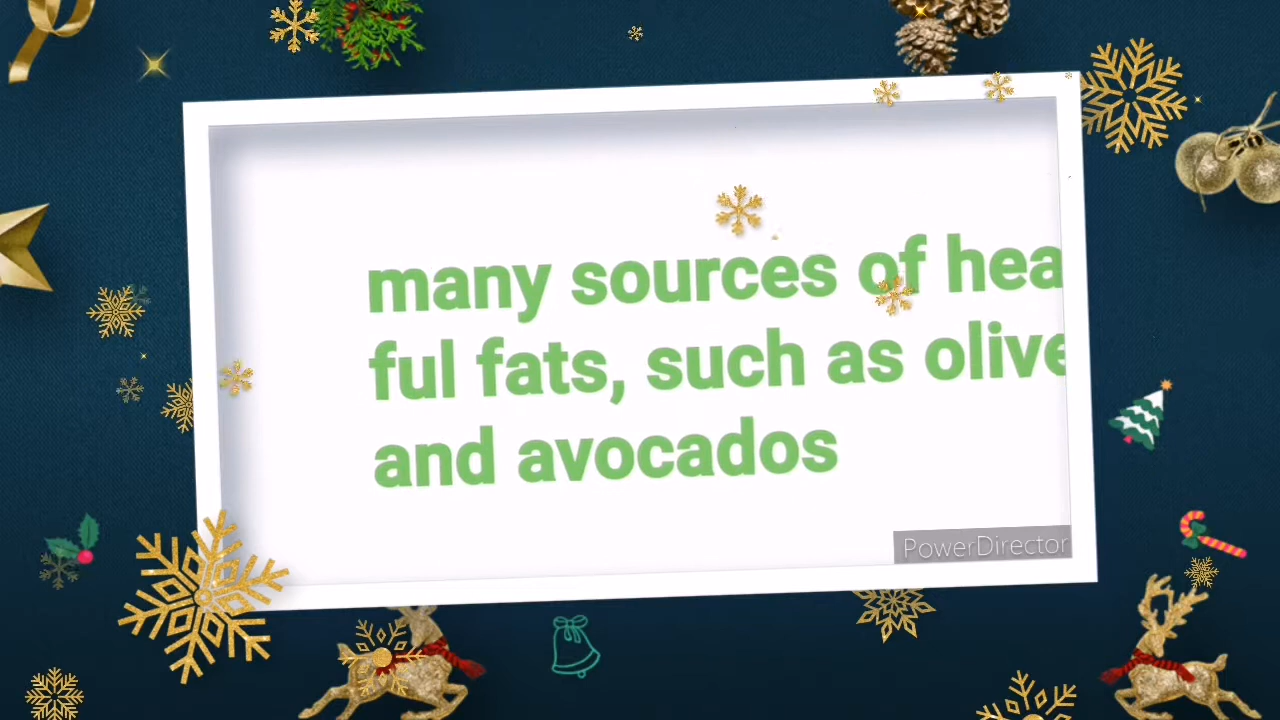 many sources of hea
ful fats, such as olive
and avocados
PowerDirector